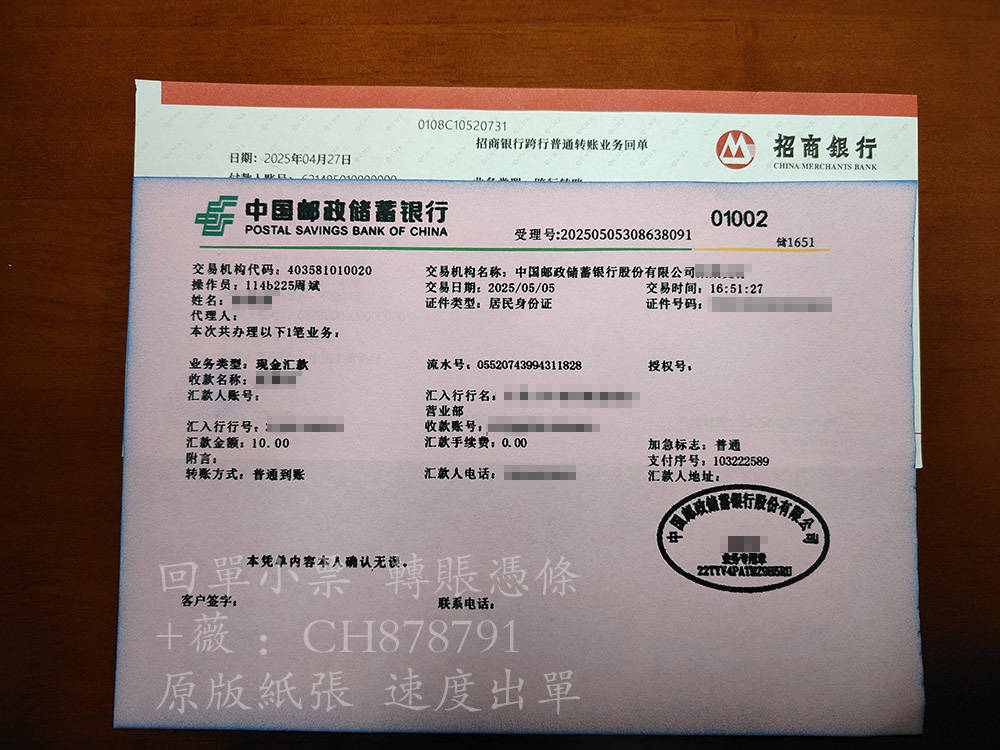 0108C10520731
招商银行跨行普通转账业务回单
招商银行
CHINA MERCHANTS BANK
日期：2025年04月27日
付款人账号：
业务类型：跨行转账
中国邮政储蓄银行
POSTAL SAVINGS BANK OF CHINA
受理号:20250505308638091
01002
储1651
交易机构代码：403581010020
交易机构名称：中国邮政储蓄银行股份有限公司
操作员：114b225周斌
交易日期：2025/05/05
交易时间：16:51:27
姓名：
证件类型：居民身份证
证件号码：
代理人：
本次共办理以下1笔业务：
业务类型：现金汇款
流水号：05520743994311828
授权号：
收款名称：
汇款人账号：
汇入行行名：
营业部
汇入行行号：
收款账号：
汇款金额：10.00
汇款手续费：0.00
加急标志：普通
附言：
支付序号：103222589
转账方式：普通到账
汇款人电话：
汇款人地址：
中国邮政储蓄银行股份有限公司
业务专用章
本凭单内容本人确认无误。
客户签字：
联系电话：
回單小票 轉賬憑條
+薇：CH878791
原版紙張 速度出單